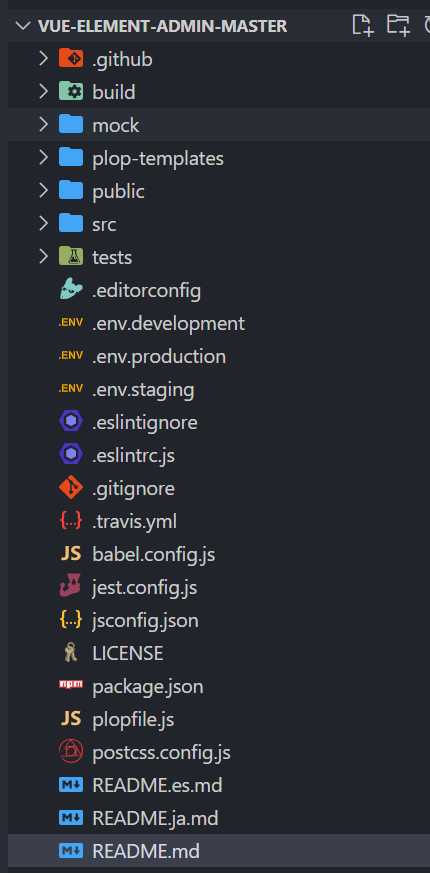 VUE-ELEMENT-ADMIN-MASTER
.github
build
mock
plop-templates
public
src
tests
.editorconfig
.ENV .env.development
.ENV .env.production
.ENV .env.staging
.eslintignore
.eslintrc.js
.gitignore
{..} .travis.yml
JS babel.config.js
jest.config.js
{..} jsconfig.json
LICENSE
npm package.json
JS plopfile.js
postcss.config.js
M README.es.md
M README.ja.md
M README.md